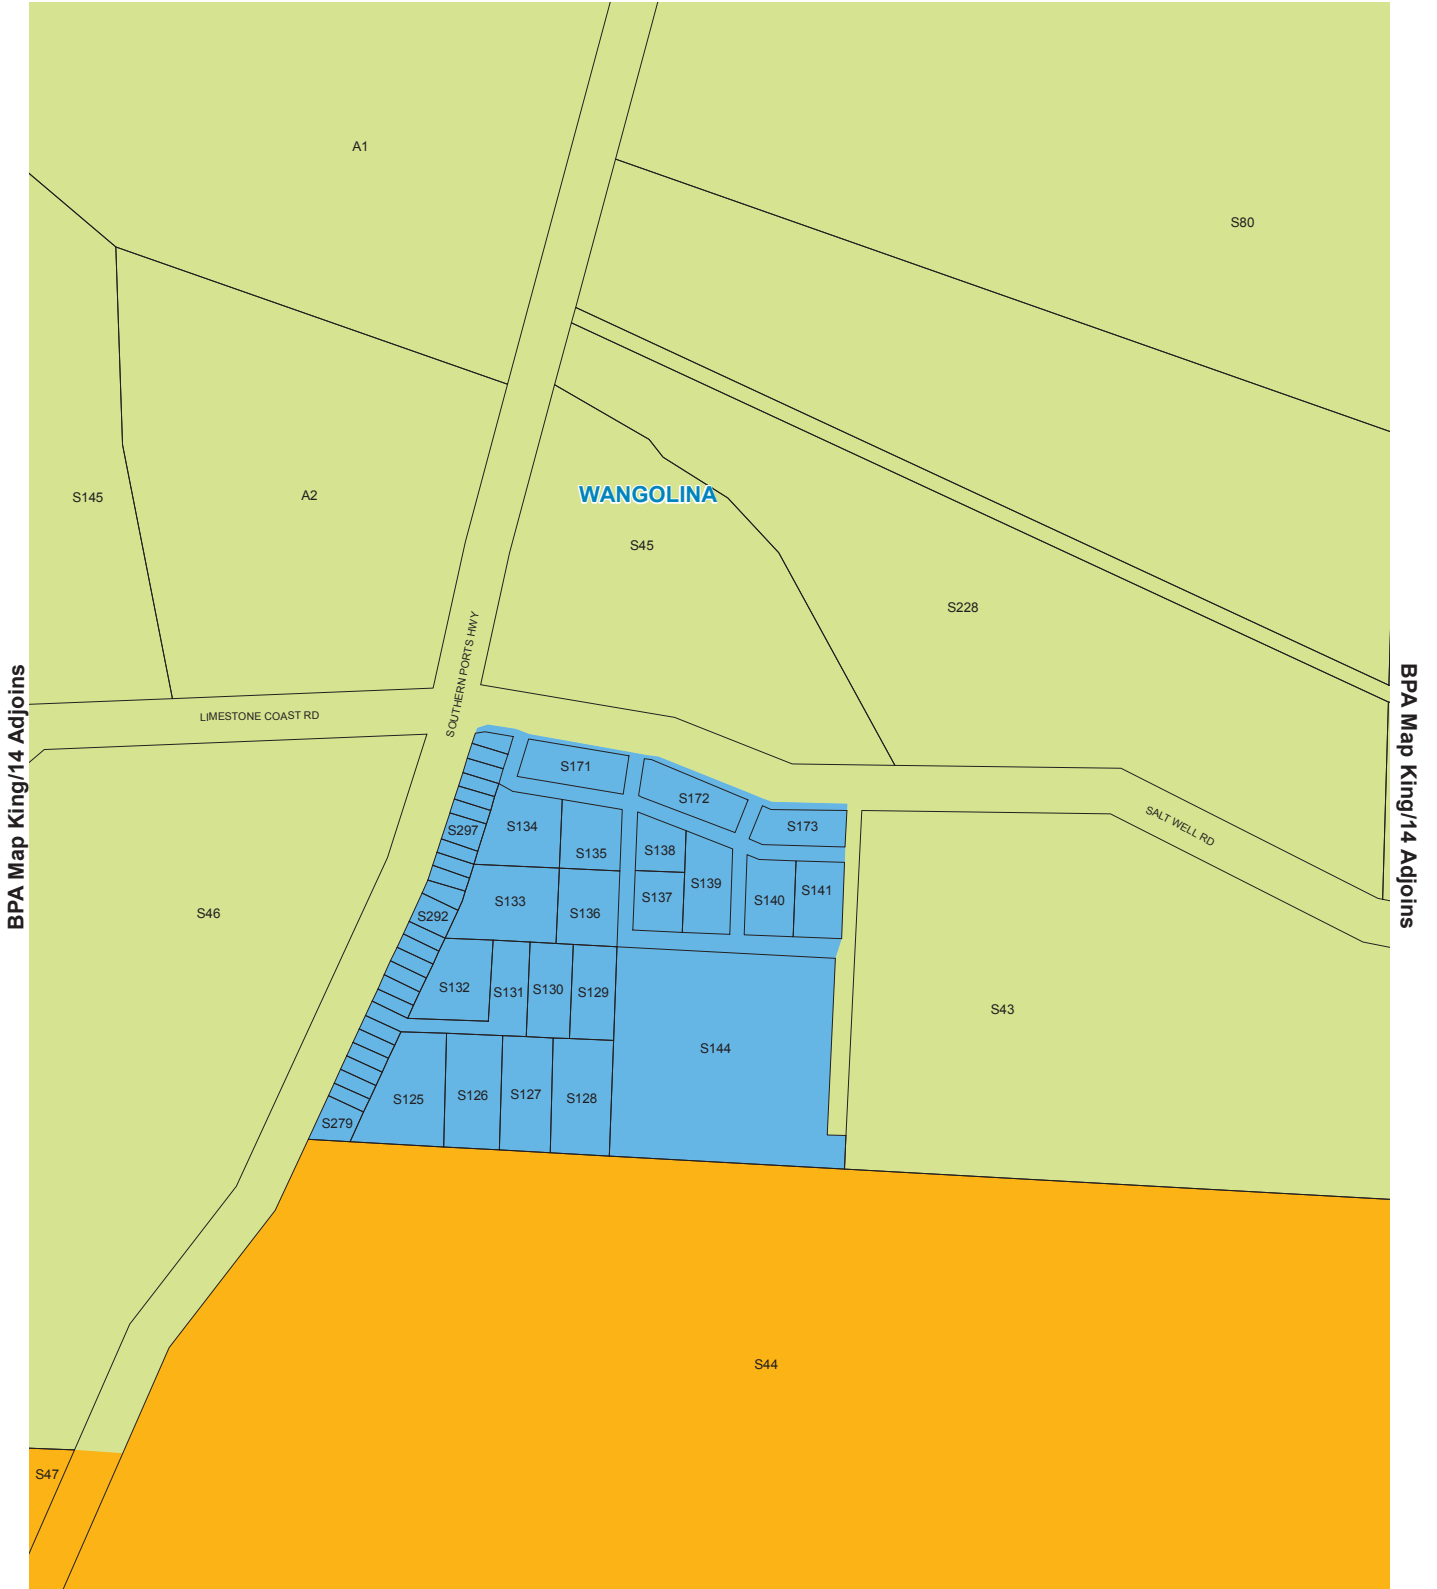 A1
S80
S145
A2
WANGOLINA
S45
S228
SOUTHERN PORTS HWY
LIMESTONE COAST RD
BPA Map King/14 Adjoins
BPA Map King/14 Adjoins
S171
S172
S173
SALT WELL RD
S297
S134
S135
S138
S139
S137
S140
S141
S46
S292
S133
S136
S132
S131
S130
S129
S43
S144
S125
S126
S127
S128
S279
S44
S47